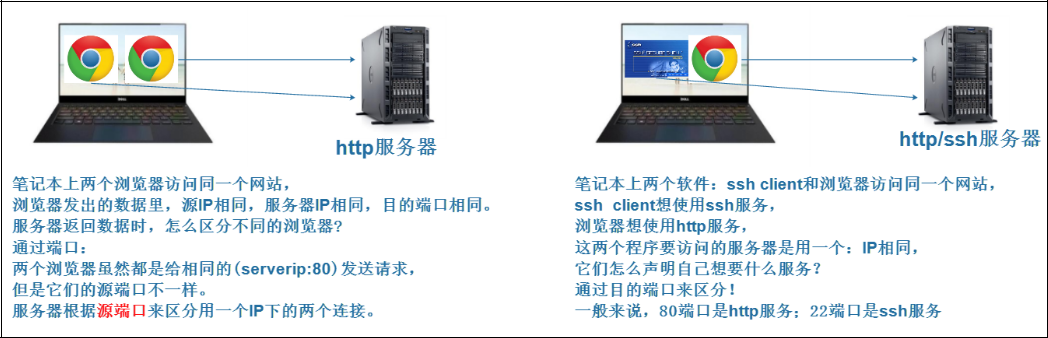 http服务器
笔记本上两个浏览器访问同一个网站，
浏览器发出的数据里，源IP相同，服务器IP相同，目的端口相同。
服务器返回数据时，怎么区分不同的浏览器?
通过端口：
两个浏览器虽然都是给相同的(serverip:80)发送请求，
但是它们的源端口不一样。
服务器根据源端口来区分用一个IP下的两个连接。
http/ssh服务器
笔记本上两个软件：ssh client和浏览器访问同一个网站，
ssh client想使用ssh服务，
浏览器想使用http服务，
这两个程序要访问的服务器是用一个：IP相同，
它们怎么声明自己想要什么服务？
通过目的端口来区分！
一般来说，80端口是http服务；22端口是ssh服务